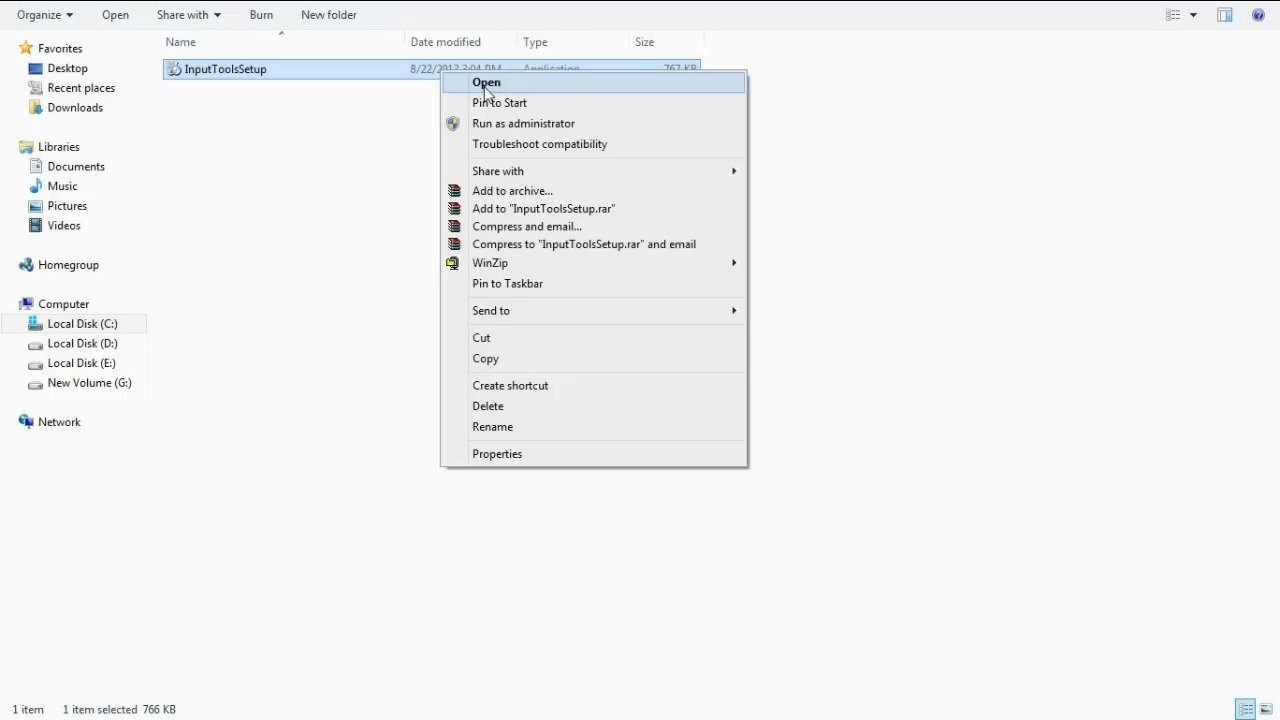 Organize Open Share with Burn New folder
Name Date modified Type Size
InputToolsSetup 8/22/2013 3:04 PM Application 767 KB
Favorites
Desktop
Recent places
Downloads
Libraries
Documents
Music
Pictures
Videos
Homegroup
Computer
Local Disk (C:)
Local Disk (D:)
Local Disk (E:)
New Volume (G:)
Network
Open
Pin to Start
Run as administrator
Troubleshoot compatibility
Share with
Add to archive...
Add to "InputToolsSetup.rar"
Compress and email...
Compress to "InputToolsSetup.rar" and email
WinZip
Pin to Taskbar
Send to
Cut
Copy
Create shortcut
Delete
Rename
Properties
1 item 1 item selected 766 KB